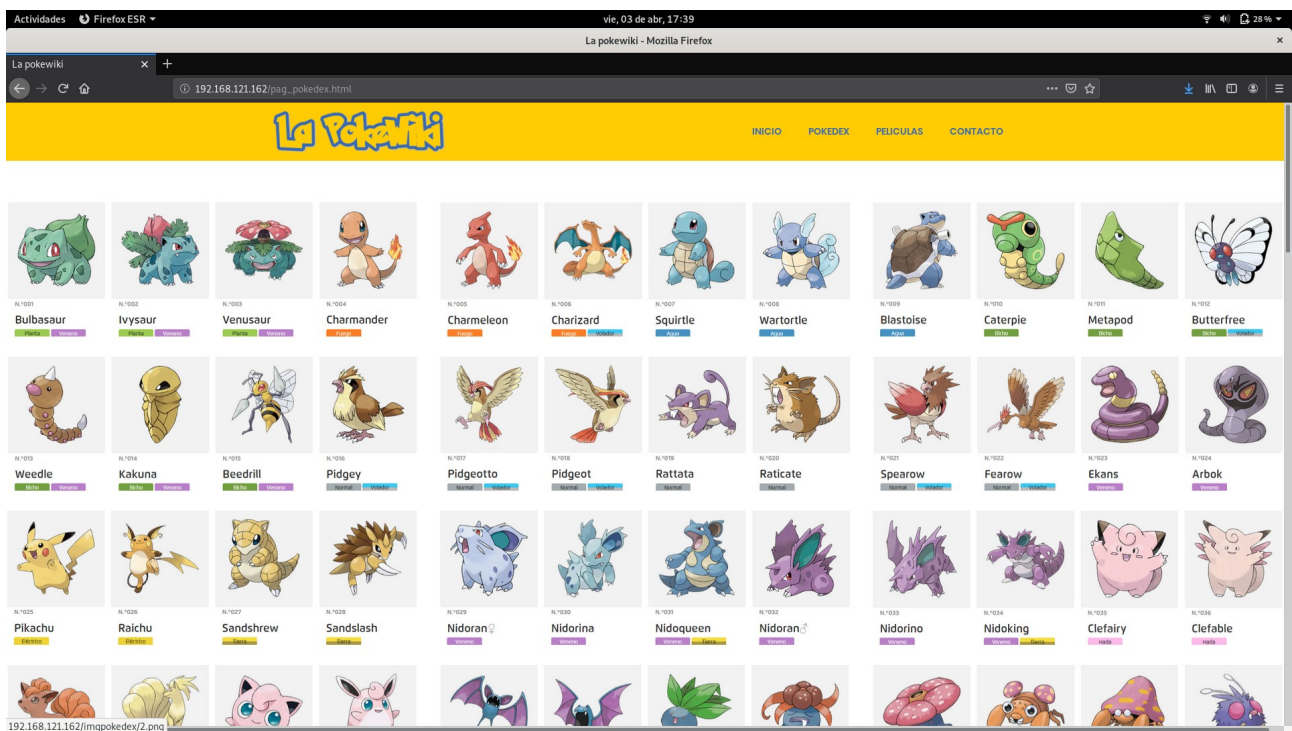 Actividades Firefox ESR vie, 03 de abr, 17:39 28 %
La pokewiki - Mozilla Firefox
La pokewiki
192.168.121.162/pag_pokedex.html
La PokeWiki INICIO POKEDEX PELICULAS CONTACTO
N.º001 N.º002 N.º003 N.º004 N.º005 N.º006 N.º007 N.º008 N.º009 N.º010 N.º011 N.º012
Bulbasaur Ivysaur Venusaur Charmander Charmeleon Charizard Squirtle Wartortle Blastoise Caterpie Metapod Butterfree
Planta Veneno Planta Veneno Planta Veneno Fuego Fuego Fuego Volador Agua Agua Agua Bicho Bicho Bicho Volador
N.º013 N.º014 N.º015 N.º016 N.º017 N.º018 N.º019 N.º020 N.º021 N.º022 N.º023 N.º024
Weedle Kakuna Beedrill Pidgey Pidgeotto Pidgeot Rattata Raticate Spearow Fearow Ekans Arbok
Bicho Veneno Bicho Veneno Bicho Veneno Normal Volador Normal Volador Normal Volador Normal Normal Normal Volador Normal Volador Veneno Veneno
N.º025 N.º026 N.º027 N.º028 N.º029 N.º030 N.º031 N.º032 N.º033 N.º034 N.º035 N.º036
Pikachu Raichu Sandshrew Sandslash Nidoran♀ Nidorina Nidoqueen Nidoran♂ Nidorino Nidoking Clefairy Clefable
Eléctrico Eléctrico Tierra Tierra Veneno Veneno Veneno Tierra Veneno Veneno Veneno Tierra Hada Hada
192.168.121.162/imgpokedex/2.png